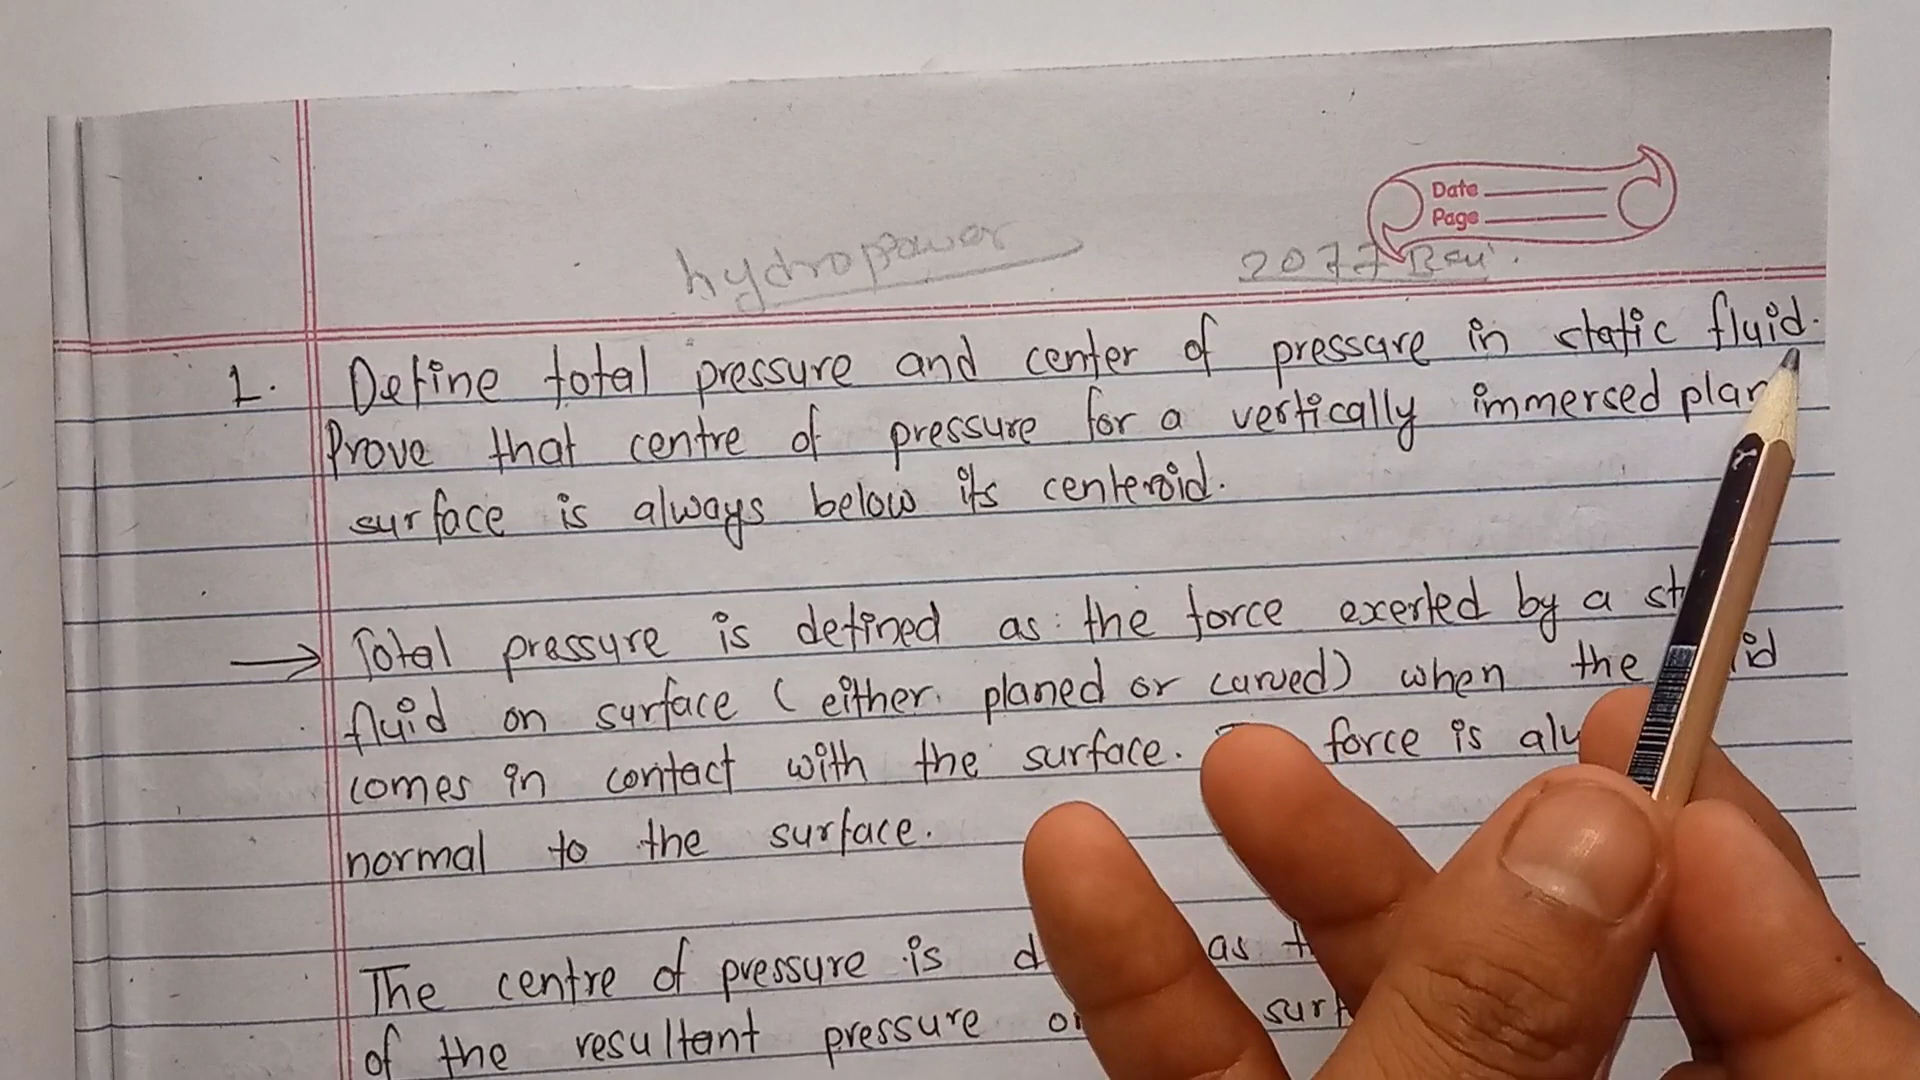 Date
Page
hydropower
2077
1. Define total pressure and center of pressure in static fluid.
Prove that centre of pressure for a vertically immersed
surface is always below its centeroid.
→ Total pressure is defined as the force exerted by a
fluid on surface (either planed or curved) when the
comes in contact with the surface. force is
normal to the surface.
The centre of pressure is as
of the resultant pressure